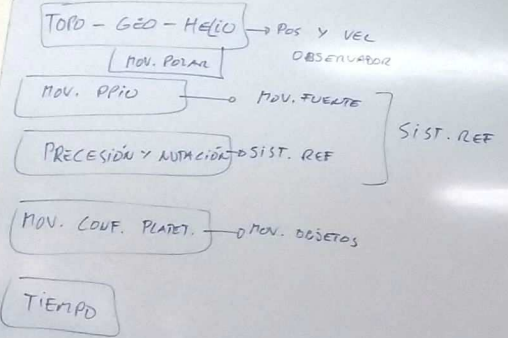 TOPO - GEO - HELIO → POS Y VEL
OBSERVADOR
MOV. POLAR
MOV. PPIO → MOV. FUENTE
SIST. REF
PRECESIÓN Y NUTACIÓN → SIST. REF
MOV. CONF. PLANET. → MOV. OBJETOS
TIEMPO